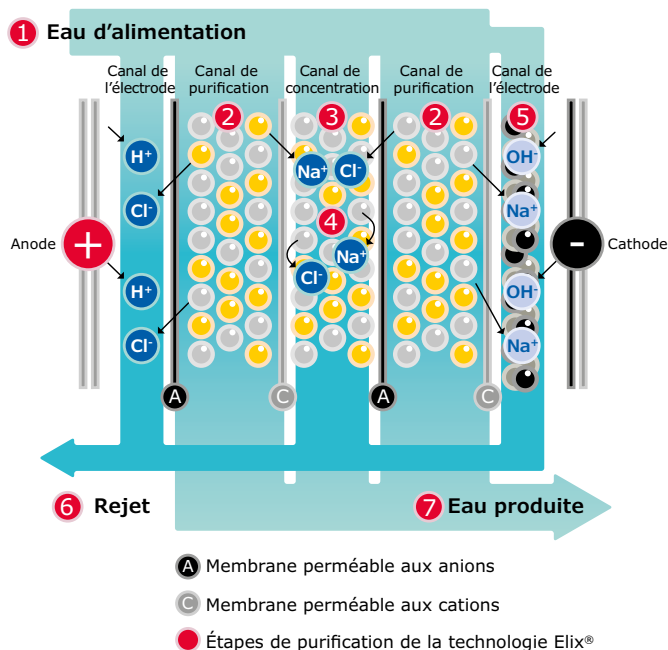 1 Eau d’alimentation
Canal de
l’électrode
Canal de
purification
Canal de
concentration
Canal de
purification
Canal de
l’électrode
2
3
2
5
H⁺
Na⁺
Cl⁻
OH⁻
Cl⁻
4
Na⁺
Anode
+
-
Cathode
Na⁺
Cl⁻
H⁺
OH⁻
Cl⁻
Na⁺
A
C
A
C
6 Rejet
7 Eau produite
A Membrane perméable aux anions
C Membrane perméable aux cations
Étapes de purification de la technologie Elix®